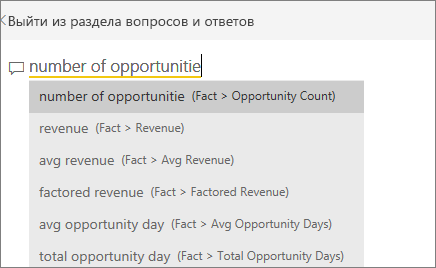 Выйти из раздела вопросов и ответов
number of opportunitie
number of opportunitie (Fact > Opportunity Count)
revenue (Fact > Revenue)
avg revenue (Fact > Avg Revenue)
factored revenue (Fact > Factored Revenue)
avg opportunity day (Fact > Avg Opportunity Days)
total opportunity day (Fact > Total Opportunity Days)